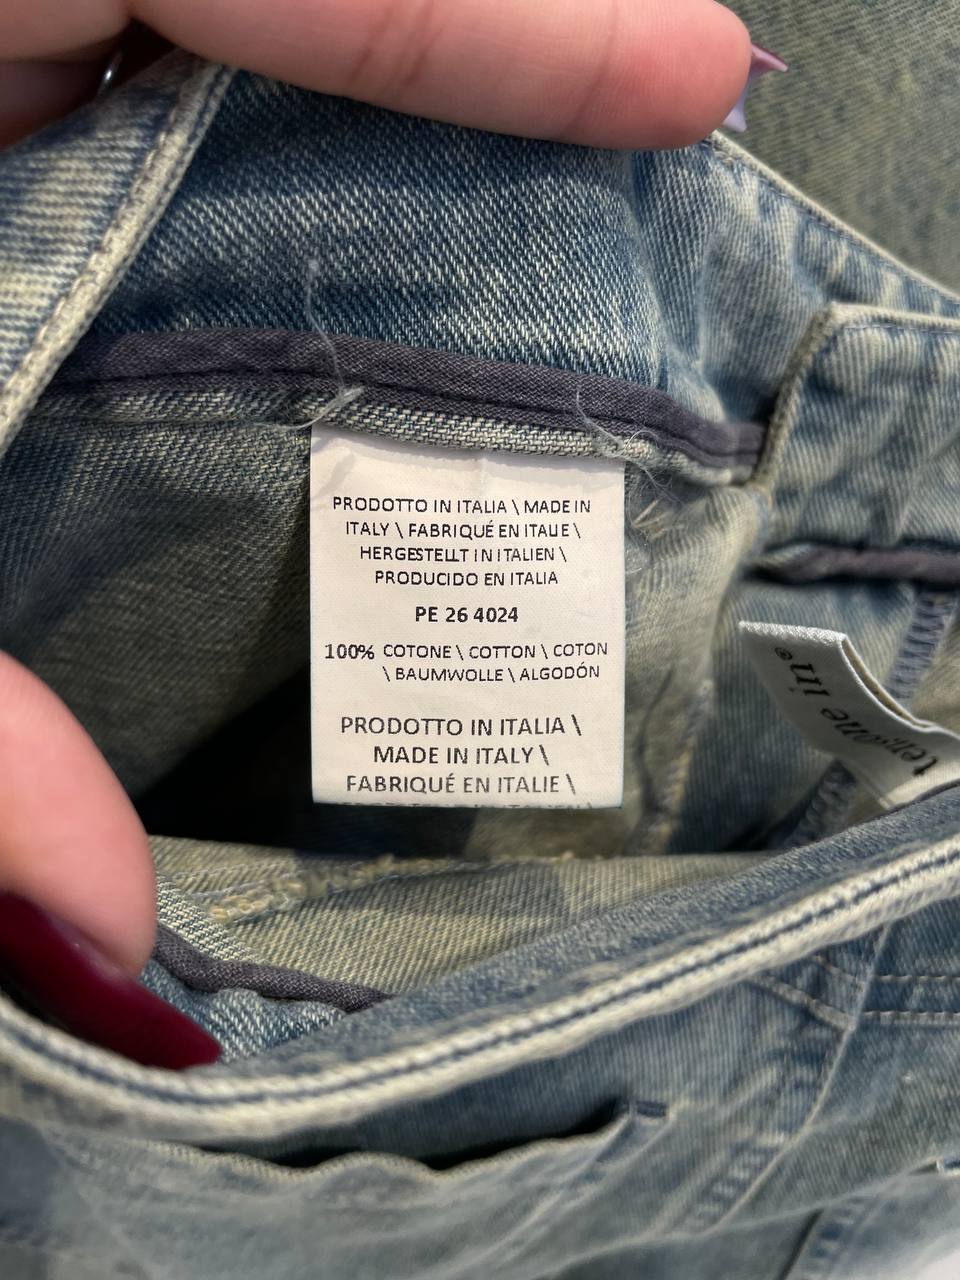 PRODOTTO IN ITALIA \ MADE IN
ITALY \ FABRIQUÉ EN ITALIE \
HERGESTELLT IN ITALIEN \
PRODUCIDO EN ITALIA
PE 26 4024
100% COTONE \ COTTON \ COTON
\ BAUMWOLLE \ ALGODÓN
PRODOTTO IN ITALIA \
MADE IN ITALY \
FABRIQUÉ EN ITALIE \
in®